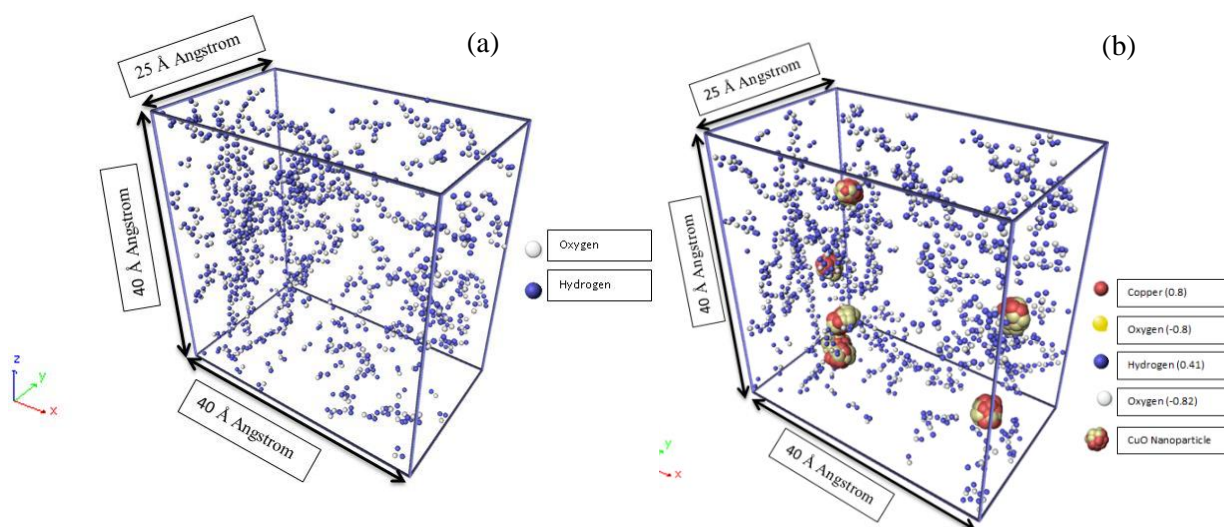 (a)
25 Å Angstrom
40 Å Angstrom
40 Å Angstrom
Oxygen
Hydrogen
z
y
x
(b)
25 Å Angstrom
40 Å Angstrom
40 Å Angstrom
Copper (0.8)
Oxygen (-0.8)
Hydrogen (0.41)
Oxygen (-0.82)
CuO Nanoparticle
y
x